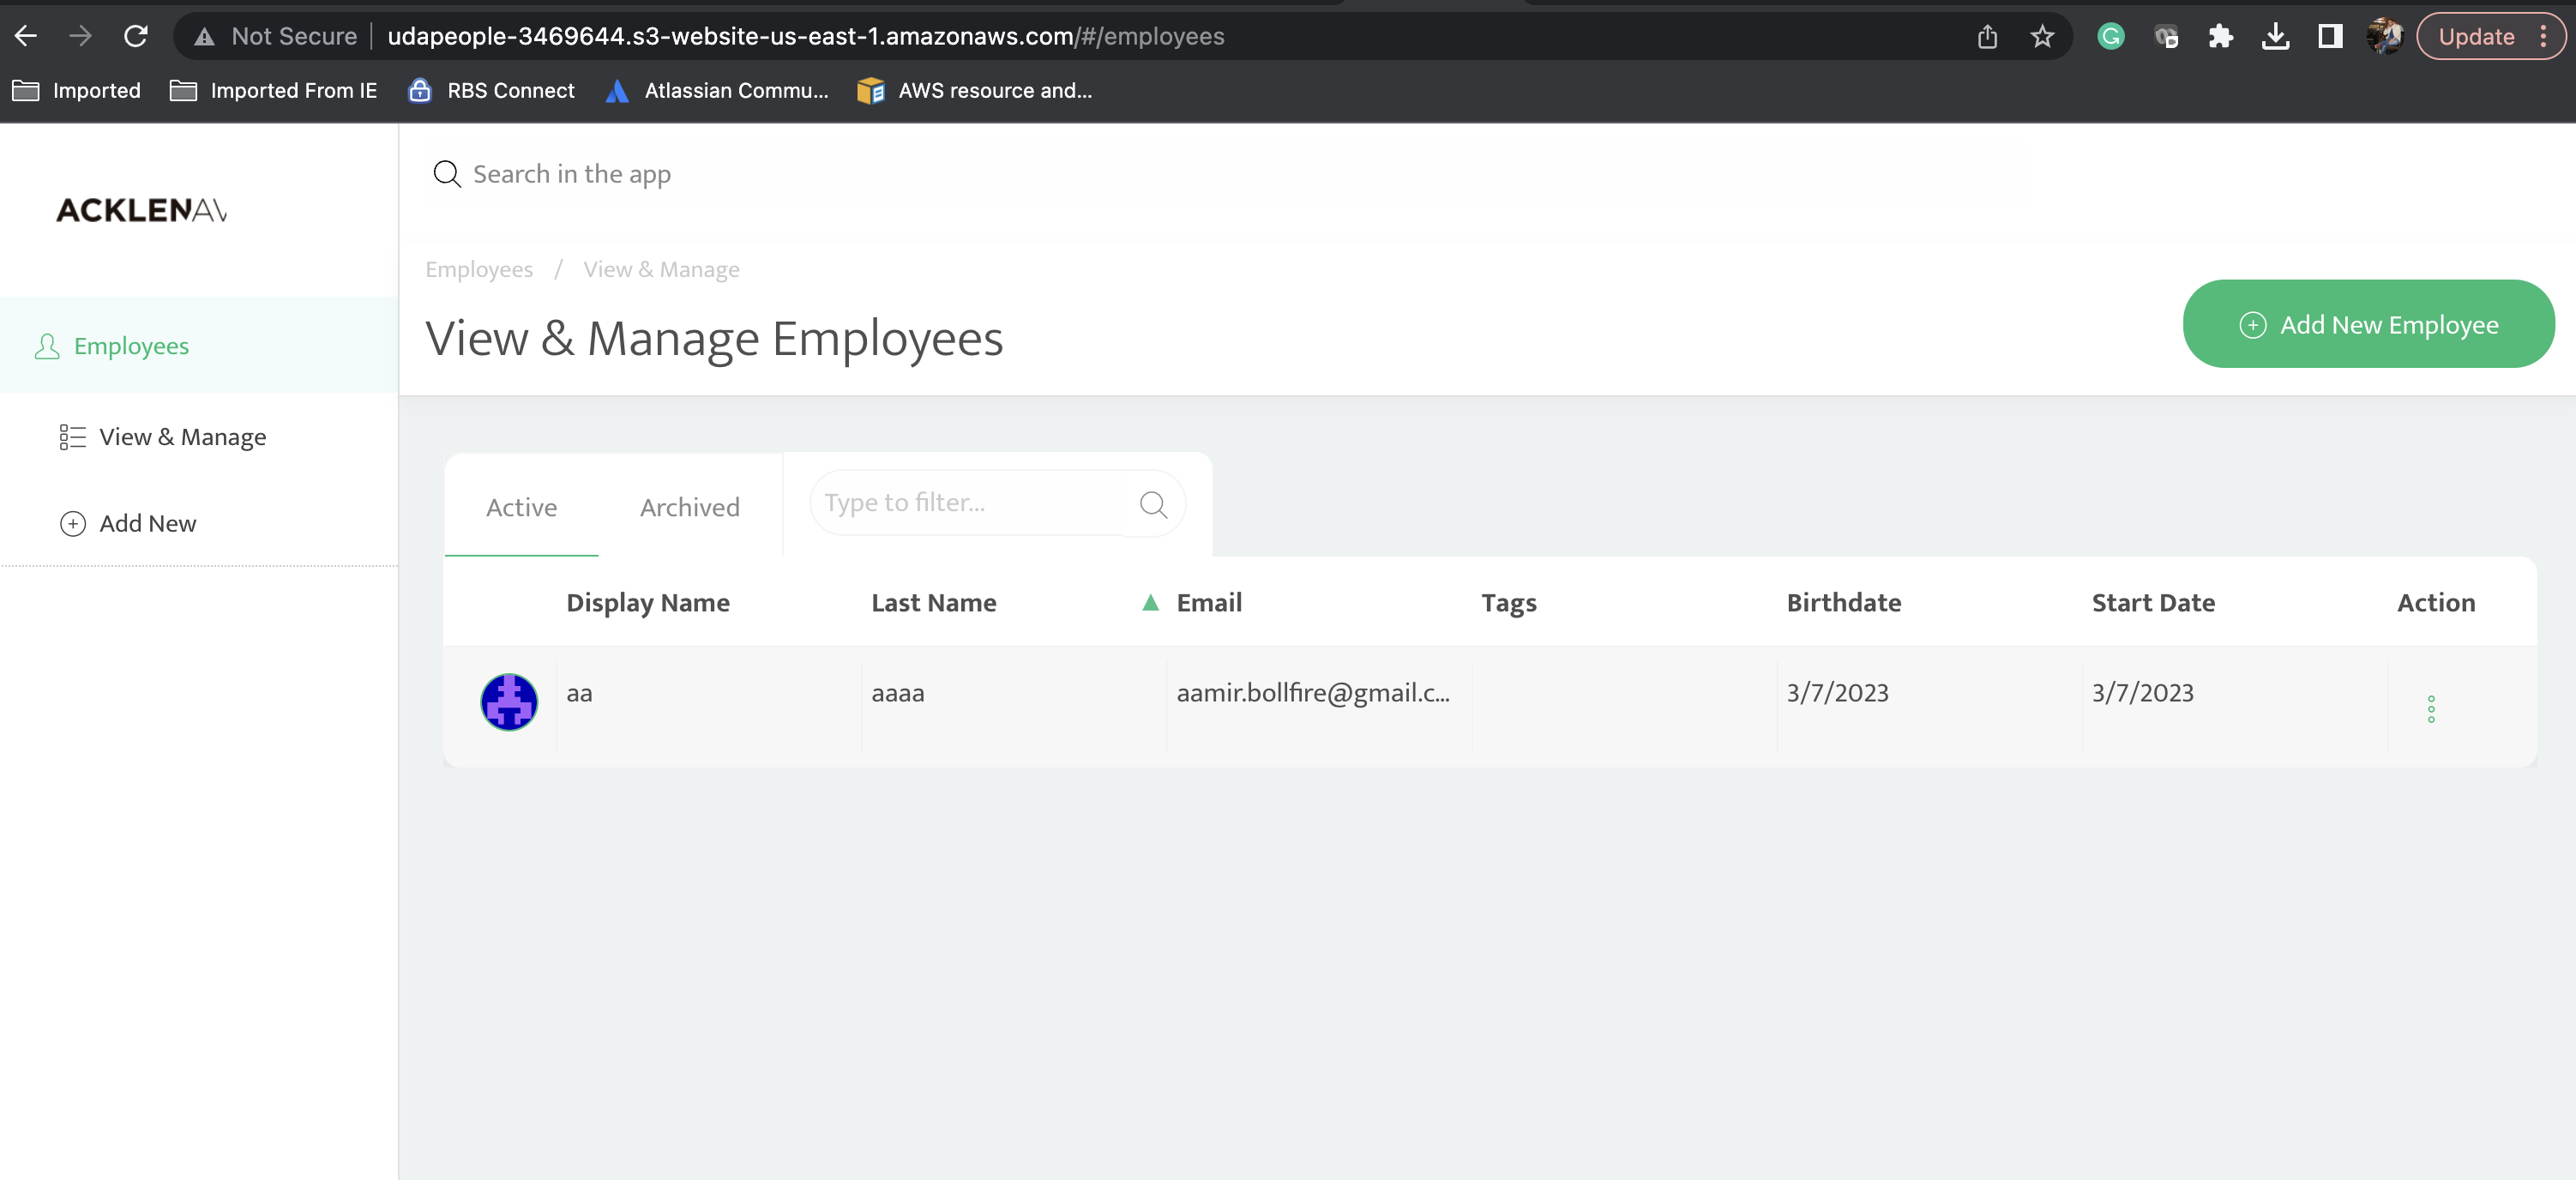 Not Secure udapeople-3469644.s3-website-us-east-1.amazonaws.com/#/employees Update
Imported Imported From IE RBS Connect Atlassian Commu... AWS resource and...
ACKLENAV
Search in the app
Employees / View & Manage
View & Manage Employees
Add New Employee
Employees
View & Manage
Add New
Active Archived Type to filter...
Display Name Last Name Email Tags Birthdate Start Date Action
aa aaaa aamir.bollfire@gmail.c... 3/7/2023 3/7/2023